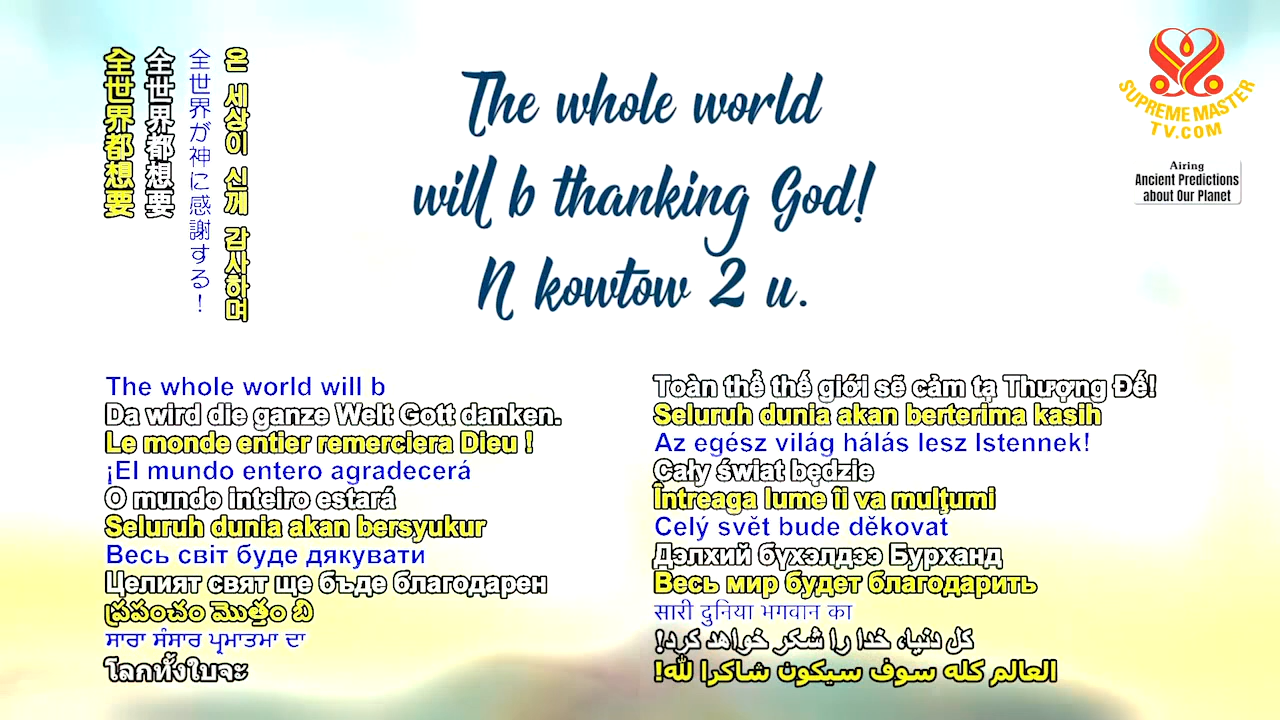 全世界都想要
全世界都想要
全世界が神に感謝する!
온 세상이 신께 감사하며
The whole world
will b thanking God!
N kowtow 2 u.
SUPREME MASTER
TV.COM
Airing
Ancient Predictions
about Our Planet
The whole world will b
Da wird die ganze Welt Gott danken.
Le monde entier remerciera Dieu !
¡El mundo entero agradecerá
O mundo inteiro estará
Seluruh dunia akan bersyukur
Весь світ буде дякувати
Целият свят ще бъде благодарен
ప్రపంచం మొత్తం బి
ਸਾਰਾ ਸੰਸਾਰ ਪ੍ਰਮਾਤਮਾ ਦਾ
โลกทั้งใบจะ
Toàn thể thế giới sẽ cảm tạ Thượng Đế!
Seluruh dunia akan berterima kasih
Az egész világ hálás lesz Istennek!
Cały świat będzie
Întreaga lume îi va mulțumi
Celý svět bude děkovat
Дэлхий бүхэлдээ Бурханд
Весь мир будет благодарить
सारी दुनिया भगवान का
کل دنیا، خدا را شکر خواهد کرد!
العالم كله سوف سيكون شاكرا لله!